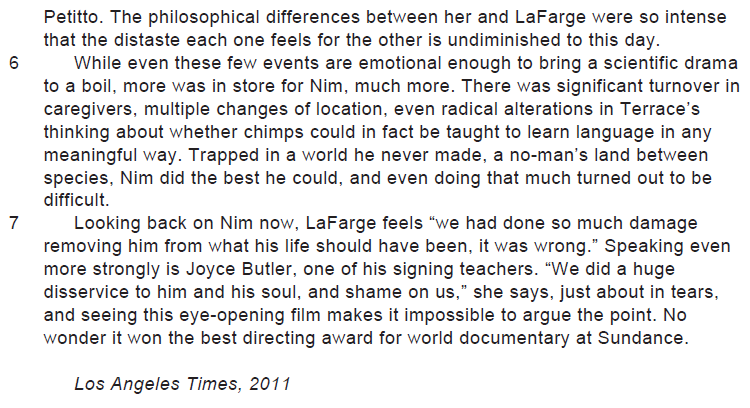 Petitto. The philosophical differences between her and LaFarge were so intense
that the distaste each one feels for the other is undiminished to this day.
6 While even these few events are emotional enough to bring a scientific drama
to a boil, more was in store for Nim, much more. There was significant turnover in
caregivers, multiple changes of location, even radical alterations in Terrace's
thinking about whether chimps could in fact be taught to learn language in any
meaningful way. Trapped in a world he never made, a no-man's land between
species, Nim did the best he could, and even doing that much turned out to be
difficult.
7 Looking back on Nim now, LaFarge feels “we had done so much damage
removing him from what his life should have been, it was wrong.” Speaking even
more strongly is Joyce Butler, one of his signing teachers. “We did a huge
disservice to him and his soul, and shame on us,” she says, just about in tears,
and seeing this eye-opening film makes it impossible to argue the point. No
wonder it won the best directing award for world documentary at Sundance.
Los Angeles Times, 2011